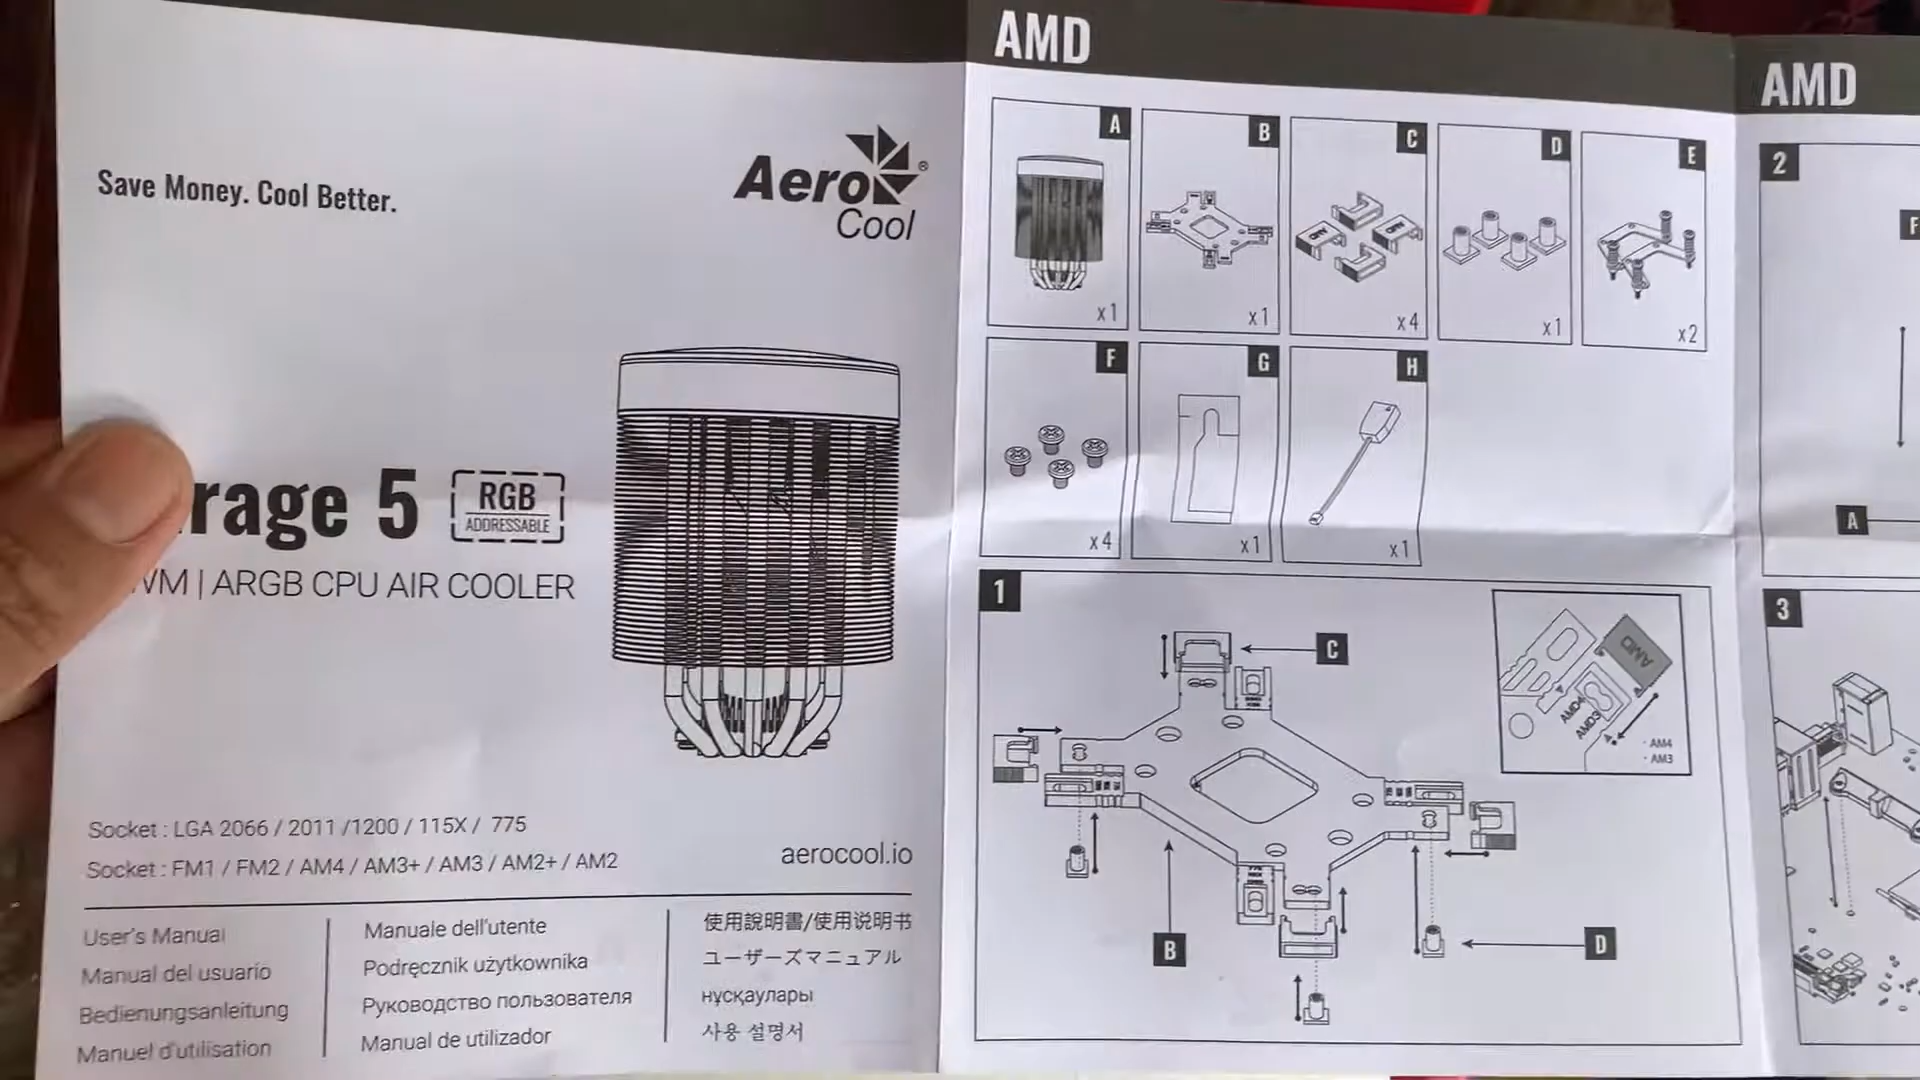 Save Money. Cool Better.
Aero
Cool
rage 5
RGB
ADDRESSABLE
WM | ARGB CPU AIR COOLER
Socket : LGA 2066 / 2011 /1200 / 115X / 775
Socket : FM1 / FM2 / AM4 / AM3+ / AM3 / AM2+ / AM2
aerocool.io
User's Manual
Manual del usuario
Bedienungsanleitung
Manuel d'utilisation
Manuale dell'utente
Podręcznik użytkownika
Руководство пользователя
Manual de utilizador
使用說明書/使用说明书
ユーザーズマニュアル
нұсқаулары
사용 설명서
AMD
A
x1
B
x1
C
x4
D
x1
E
x2
F
x4
G
x1
H
x1
1
C
AMD
AMD4
AMD3
· AM4
· AM3
B
D
AMD
2
F
A
3